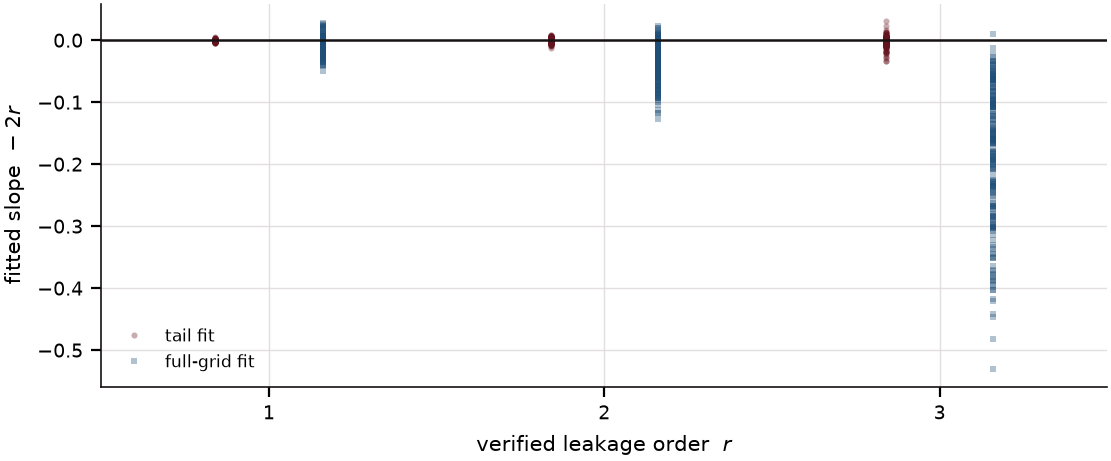 fitted slope − 2r
0.0
−0.1
−0.2
−0.3
−0.4
−0.5
tail fit
full-grid fit
1
2
3
verified leakage order r